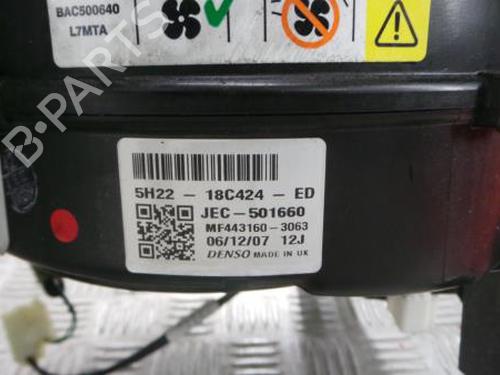 BAC500640
L7MTA
B-PARTS
5H22 - 18C424 - ED
JEC-501660
MF443160-3063
06/12/07 12J
DENSO MADE IN UK